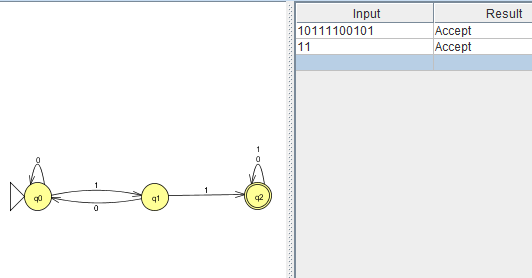 Input Result
10111100101 Accept
11 Accept
0
1
0
1
1
0
q0
q1
q2